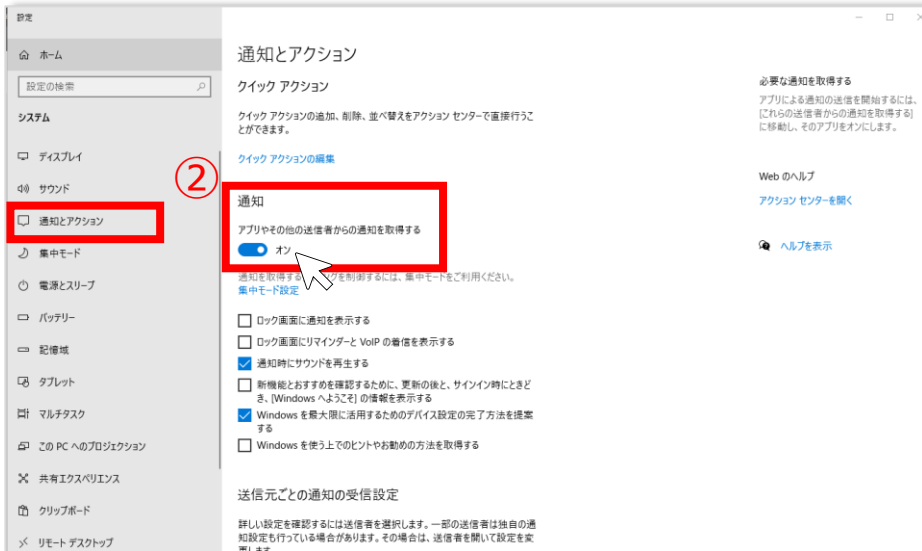 設定
ホーム
設定の検索
システム
ディスプレイ
サウンド
通知とアクション
集中モード
電源とスリープ
バッテリー
記憶域
タブレット
マルチタスク
この PC へのプロジェクション
共有エクスペリエンス
クリップボード
リモート デスクトップ
通知とアクション
クイック アクション
クイック アクションの追加、削除、並べ替えをアクション センターで直接行うこ
とができます。
クイック アクションの編集
②
通知
アプリやその他の送信者からの通知を取得する
オン
通知を取得する
グを制御するには、集中モードをご利用ください。
集中モード設定
ロック画面に通知を表示する
ロック画面にリマインダーと VoIP の着信を表示する
通知時にサウンドを再生する
新機能とおすすめを確認するために、更新の後と、サインイン時にときど
き、[Windows へようこそ] の情報を表示する
Windows を最大限に活用するためのデバイス設定の完了方法を提案
する
Windows を使う上でのヒントやお勧めの方法を取得する
送信元ごとの通知の受信設定
詳しい設定を確認するには送信者を選択します。一部の送信者は独自の通
知設定も行っている場合があります。その場合は、送信者を開いて設定を変
更します。
必要な通知を取得する
アプリによる通知の送信を開始するには、
[これらの送信者からの通知を取得する]
に移動し、そのアプリをオンにします。
Web のヘルプ
アクション センターを開く
ヘルプを表示